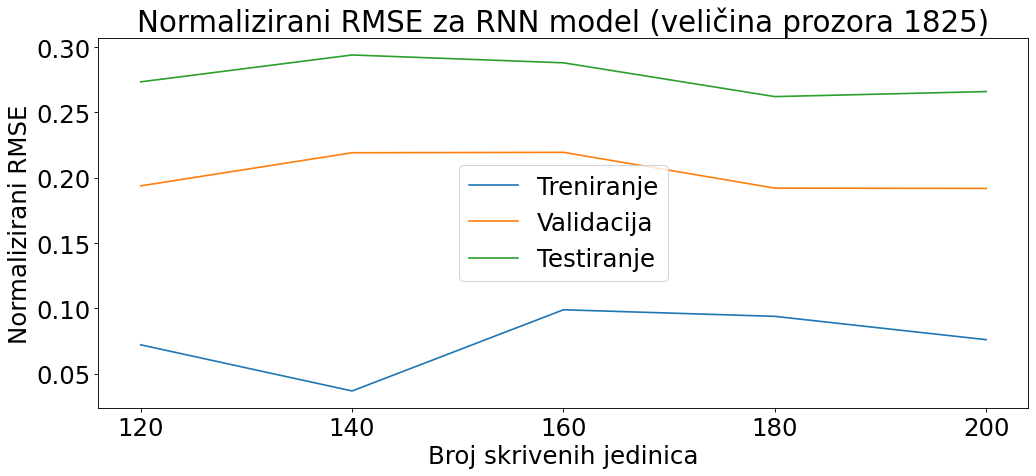 Normalizirani RMSE za RNN model (veličina prozora 1825)
Normalizirani RMSE
0.30
0.25
0.20
0.15
0.10
0.05
Treniranje
Validacija
Testiranje
120 140 160 180 200
Broj skrivenih jedinica